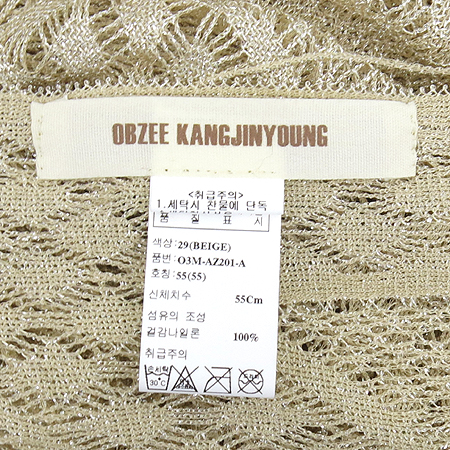 OBZEE KANGJINYOUNG
<취급주의>
1.세탁시 찬물에 단독
품 질 표 시
색상: 29(BEIGE)
품번: O3M-AZ201-A
호칭: 55(55)
신체치수 55Cm
섬유의 조성
겉감나일론 100%
취급주의
30℃